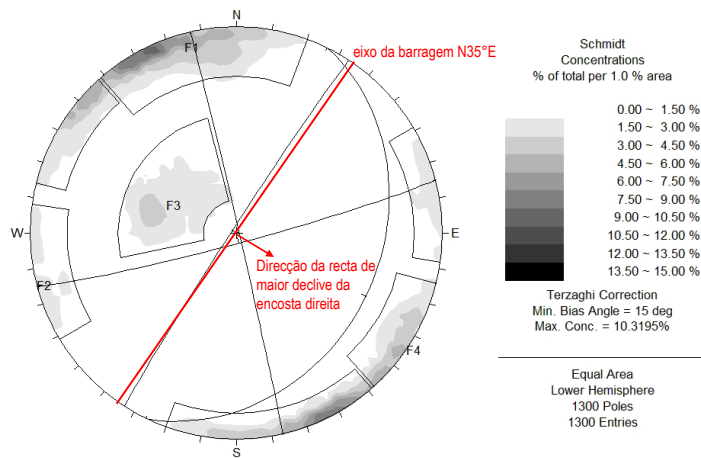 N
F1
eixo da barragem N35°E
F3
W
E
Direcção da recta de
maior declive da
encosta direita
F2
F4
S
Schmidt
Concentrations
% of total per 1.0 % area
0.00 ~ 1.50 %
1.50 ~ 3.00 %
3.00 ~ 4.50 %
4.50 ~ 6.00 %
6.00 ~ 7.50 %
7.50 ~ 9.00 %
9.00 ~ 10.50 %
10.50 ~ 12.00 %
12.00 ~ 13.50 %
13.50 ~ 15.00 %
Terzaghi Correction
Min. Bias Angle = 15 deg
Max. Conc. = 10.3195%
Equal Area
Lower Hemisphere
1300 Poles
1300 Entries